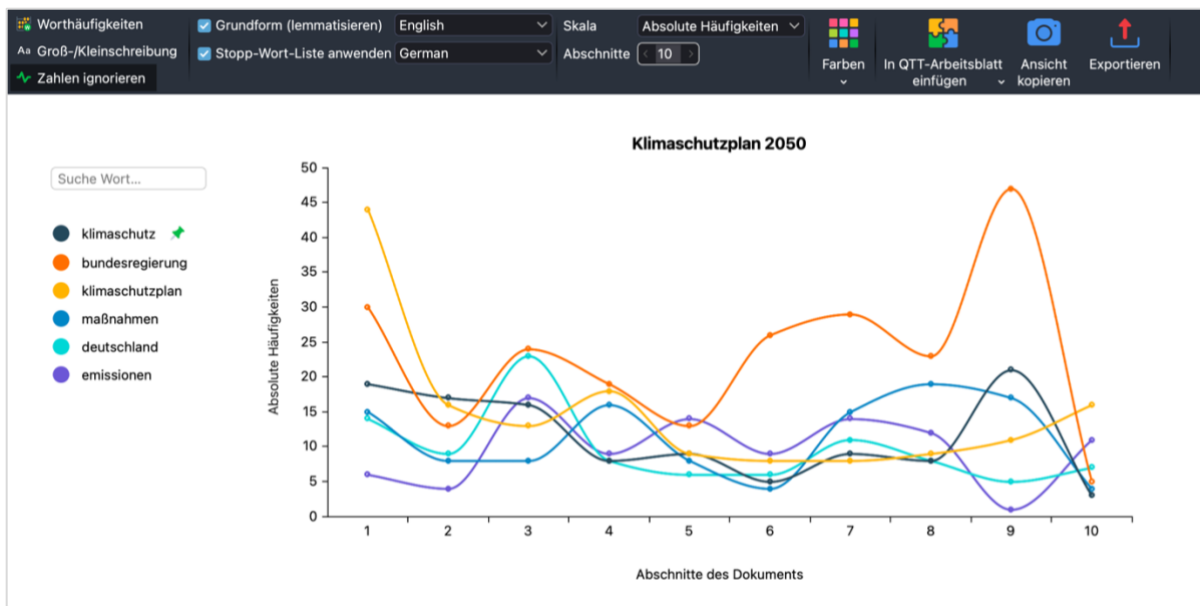 Worthäufigkeiten
Aa Groß-/Kleinschreibung
Zahlen ignorieren
Grundform (lemmatisieren) English
Stopp-Wort-Liste anwenden German
Skala Absolute Häufigkeiten
Abschnitte 10
Farben
In QTT-Arbeitsblatt
einfügen
Ansicht
kopieren
Exportieren
Klimaschutzplan 2050
Suche Wort...
klimaschutz
bundesregierung
klimaschutzplan
maßnahmen
deutschland
emissionen
Absolute Häufigkeiten
50
45
40
35
30
25
20
15
10
5
0
1 2 3 4 5 6 7 8 9 10
Abschnitte des Dokuments